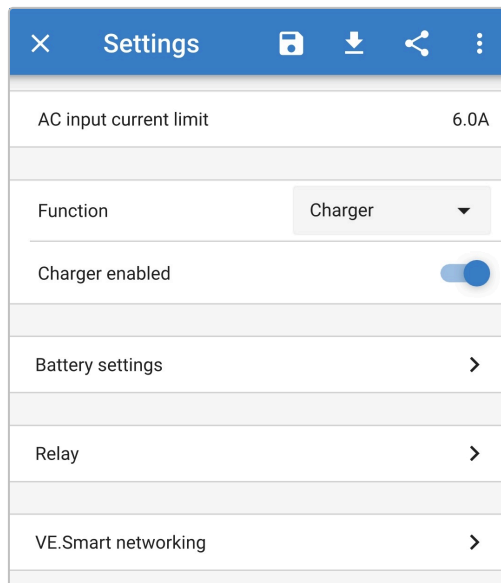 Settings
AC input current limit 6.0A
Function Charger
Charger enabled
Battery settings
Relay
VE.Smart networking